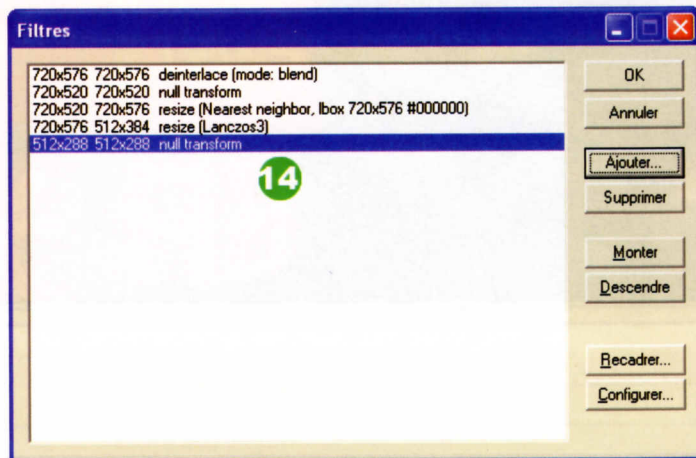 Filtres
720x576 720x576 deinterlace (mode: blend)
720x520 720x520 null transform
720x520 720x576 resize (Nearest neighbor, lbox 720x576 #000000)
720x576 512x384 resize (Lanczos3)
512x288 512x288 null transform
14
OK
Annuler
Ajouter...
Supprimer
Monter
Descendre
Recadrer...
Configurer...